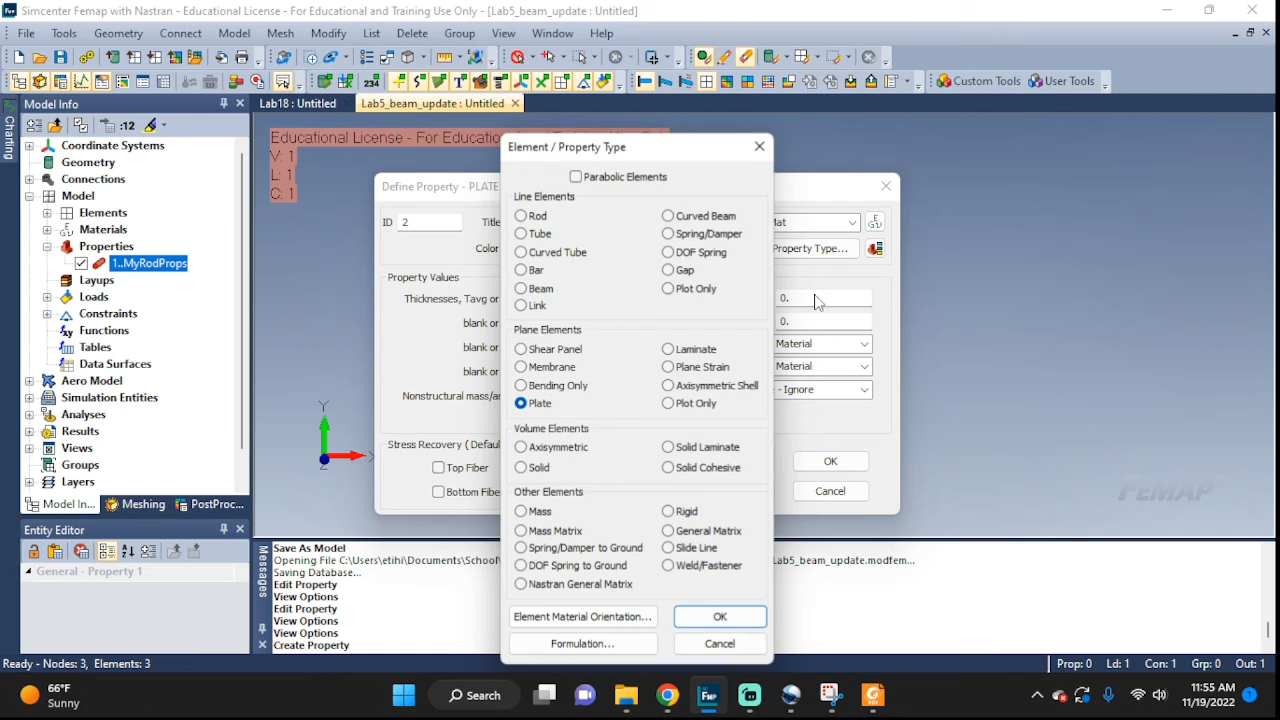 Simcenter Femap with Nastran - Educational License - For Educational and Training Use Only - [Lab5_beam_update : Untitled]
File Tools Geometry Connect Model Mesh Modify List Delete Group View Window Help
234
Custom Tools User Tools
Charting
Model Info
Lab18 : Untitled
Lab5_beam_update : Untitled
:12
Educational License - For Educ
V: 1
L: 1
C: 1
Coordinate Systems
Geometry
Connections
Model
Elements
Materials
Properties
1..MyRodProps
Layups
Loads
Constraints
Functions
Tables
Data Surfaces
Aero Model
Simulation Entities
Analyses
Results
Views
Groups
Layers
Model In...
Meshing
PostProc...
Entity Editor
General - Property 1
Define Property - PLATE
ID 2 Title
Mat
Color
Property Type...
Property Values
Thicknesses, Tavg or
0.
blank or
0.
blank or
Material
blank or
Material
Nonstructural mass/ar
- Ignore
Stress Recovery ( Defaul
Top Fiber
Bottom Fibe
OK
Cancel
Y
X
Z
FEMAP
Element / Property Type
Parabolic Elements
Line Elements
Rod
Curved Beam
Tube
Spring/Damper
Curved Tube
DOF Spring
Bar
Gap
Beam
Plot Only
Link
Plane Elements
Shear Panel
Laminate
Membrane
Plane Strain
Bending Only
Axisymmetric Shell
Plate
Plot Only
Volume Elements
Axisymmetric
Solid Laminate
Solid
Solid Cohesive
Other Elements
Mass
Rigid
Mass Matrix
General Matrix
Spring/Damper to Ground
Slide Line
DOF Spring to Ground
Weld/Fastener
Nastran General Matrix
Element Material Orientation...
OK
Formulation...
Cancel
Messages
Save As Model
Opening File C:\Users\etihi\Documents\School\
ab5_beam_update.modfem...
Saving Database...
Edit Property
View Options
Edit Property
View Options
View Options
Create Property
Ready - Nodes: 3, Elements: 3
Prop: 0 Ld: 1 Con: 1 Grp: 0 Out: 1
66°F
Sunny
Search
FMP
11:55 AM
11/19/2022
1